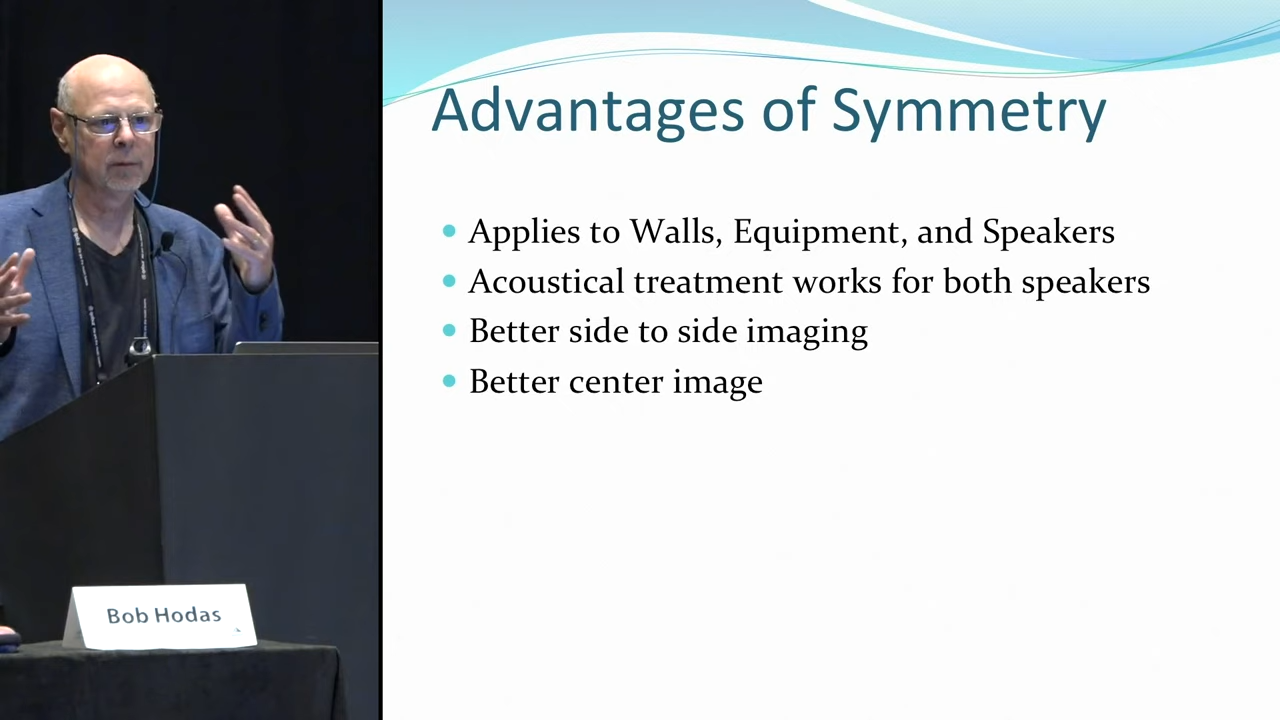 Advantages of Symmetry
Applies to Walls, Equipment, and Speakers
Acoustical treatment works for both speakers
Better side to side imaging
Better center image
Bob Hodas